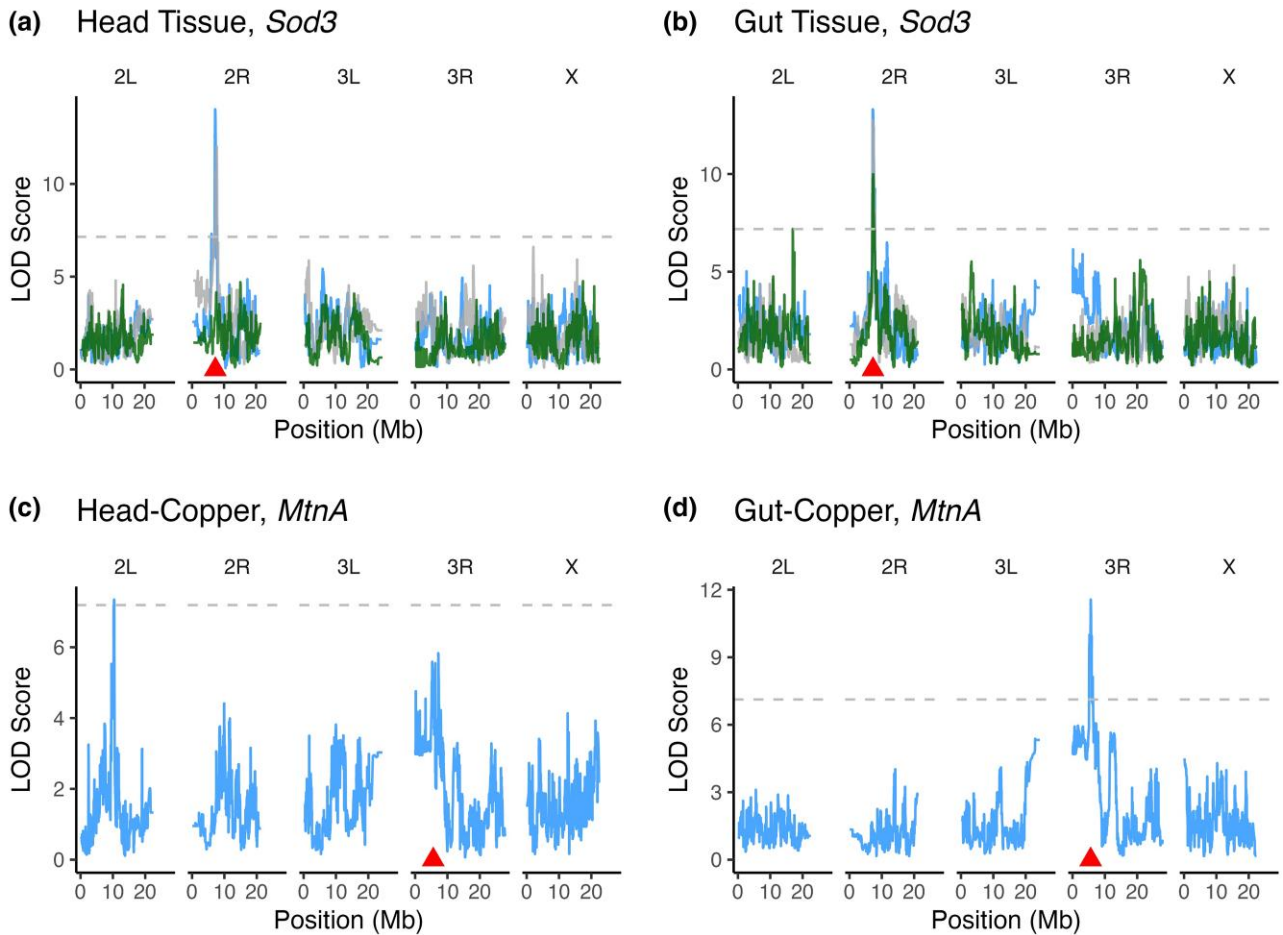 (a) Head Tissue, Sod3
2L 2R 3L 3R X
LOD Score
10
5
0
0 10 20 0 10 20 0 10 20 0 10 20 0 10 20
Position (Mb)
(b) Gut Tissue, Sod3
2L 2R 3L 3R X
LOD Score
10
5
0
0 10 20 0 10 20 0 10 20 0 10 20 0 10 20
Position (Mb)
(c) Head-Copper, MtnA
2L 2R 3L 3R X
LOD Score
6
4
2
0
0 10 20 0 10 20 0 10 20 0 10 20 0 10 20
Position (Mb)
(d) Gut-Copper, MtnA
2L 2R 3L 3R X
LOD Score
12
9
6
3
0
0 10 20 0 10 20 0 10 20 0 10 20 0 10 20
Position (Mb)